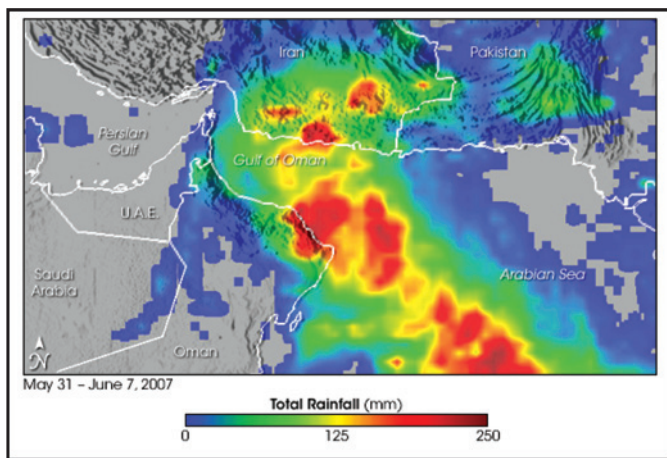 Iran
Pakistan
Persian
Gulf
Gulf of Oman
U.A.E.
Saudi
Arabia
Arabian Sea
N
Oman
May 31 – June 7, 2007
Total Rainfall (mm)
0 125 250